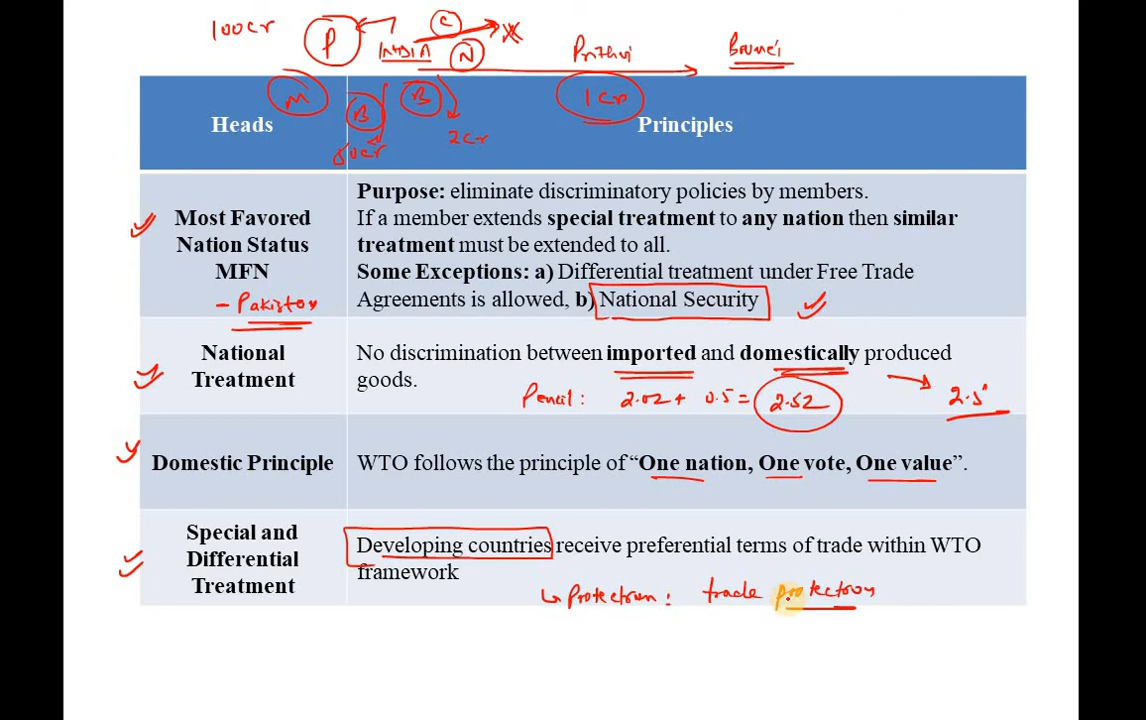 100cr P INDIA C N
Prithvi Brunei
M B B 1 cr
80cr 2cr
Heads Principles
Purpose: eliminate discriminatory policies by members.
Most Favored If a member extends special treatment to any nation then similar
Nation Status treatment must be extended to all.
MFN Some Exceptions: a) Differential treatment under Free Trade
- Pakistan Agreements is allowed, b) National Security
National No discrimination between imported and domestically produced
Treatment goods.
Pencil: 2.02 + 0.5 = 2.52 2.5
Domestic Principle WTO follows the principle of “One nation, One vote, One value”.
Special and
Differential Developing countries receive preferential terms of trade within WTO
Treatment framework
Protection: trade protection